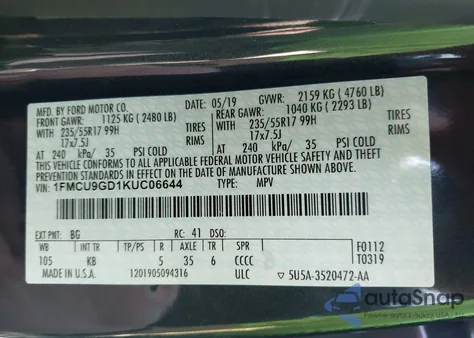 MFD. BY FORD MOTOR CO.
DATE: 05/19 GVWR: 2159 KG ( 4760 LB)
FRONT GAWR: 1125 KG ( 2480 LB) REAR GAWR: 1040 KG ( 2293 LB)
WITH 235/55R17 99H WITH 235/55R17 99H
17x7.5J 17x7.5J
AT 240 kPa/ 35 PSI COLD AT 240 kPa/ 35 PSI COLD
THIS VEHICLE CONFORMS TO ALL APPLICABLE FEDERAL MOTOR VEHICLE SAFETY, BUMPER, AND
THEFT PREVENTION STANDARDS IN EFFECT ON THE DATE OF MANUFACTURE SHOWN ABOVE.
VIN: 1FMCU9GD1KUC06644
TYPE: MPV
EXT PNT: BG RC: 41 DSO: F0112
WB INT TR TP/PS R AXLE TR SPR T0319
105 KB 5 35 6 CCCC
MADE IN U.S.A. 1201905094316 ULC 5U5A-3520472-AA
autoSnap